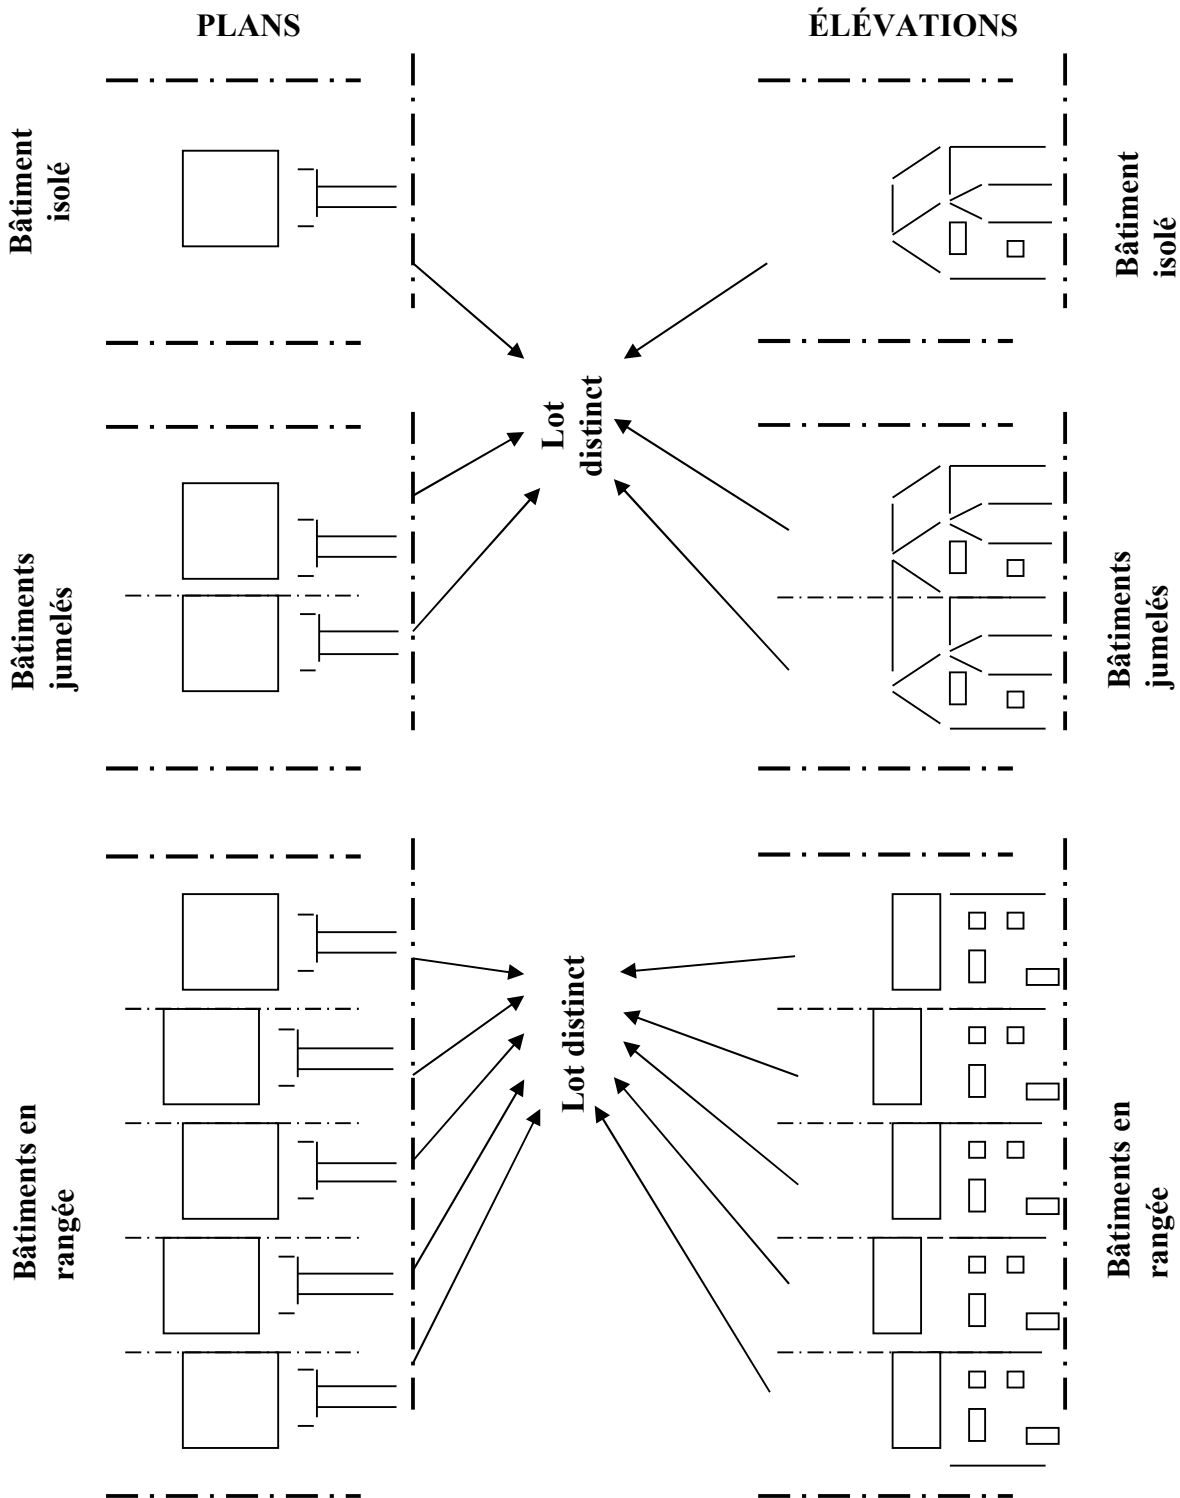 PLANS
ÉLÉVATIONS
Bâtiment
isolé
Bâtiment
isolé
Lot
distinct
Bâtiments
jumelés
Bâtiments
jumelés
Lot distinct
Bâtiments en
rangée
Bâtiments en
rangée